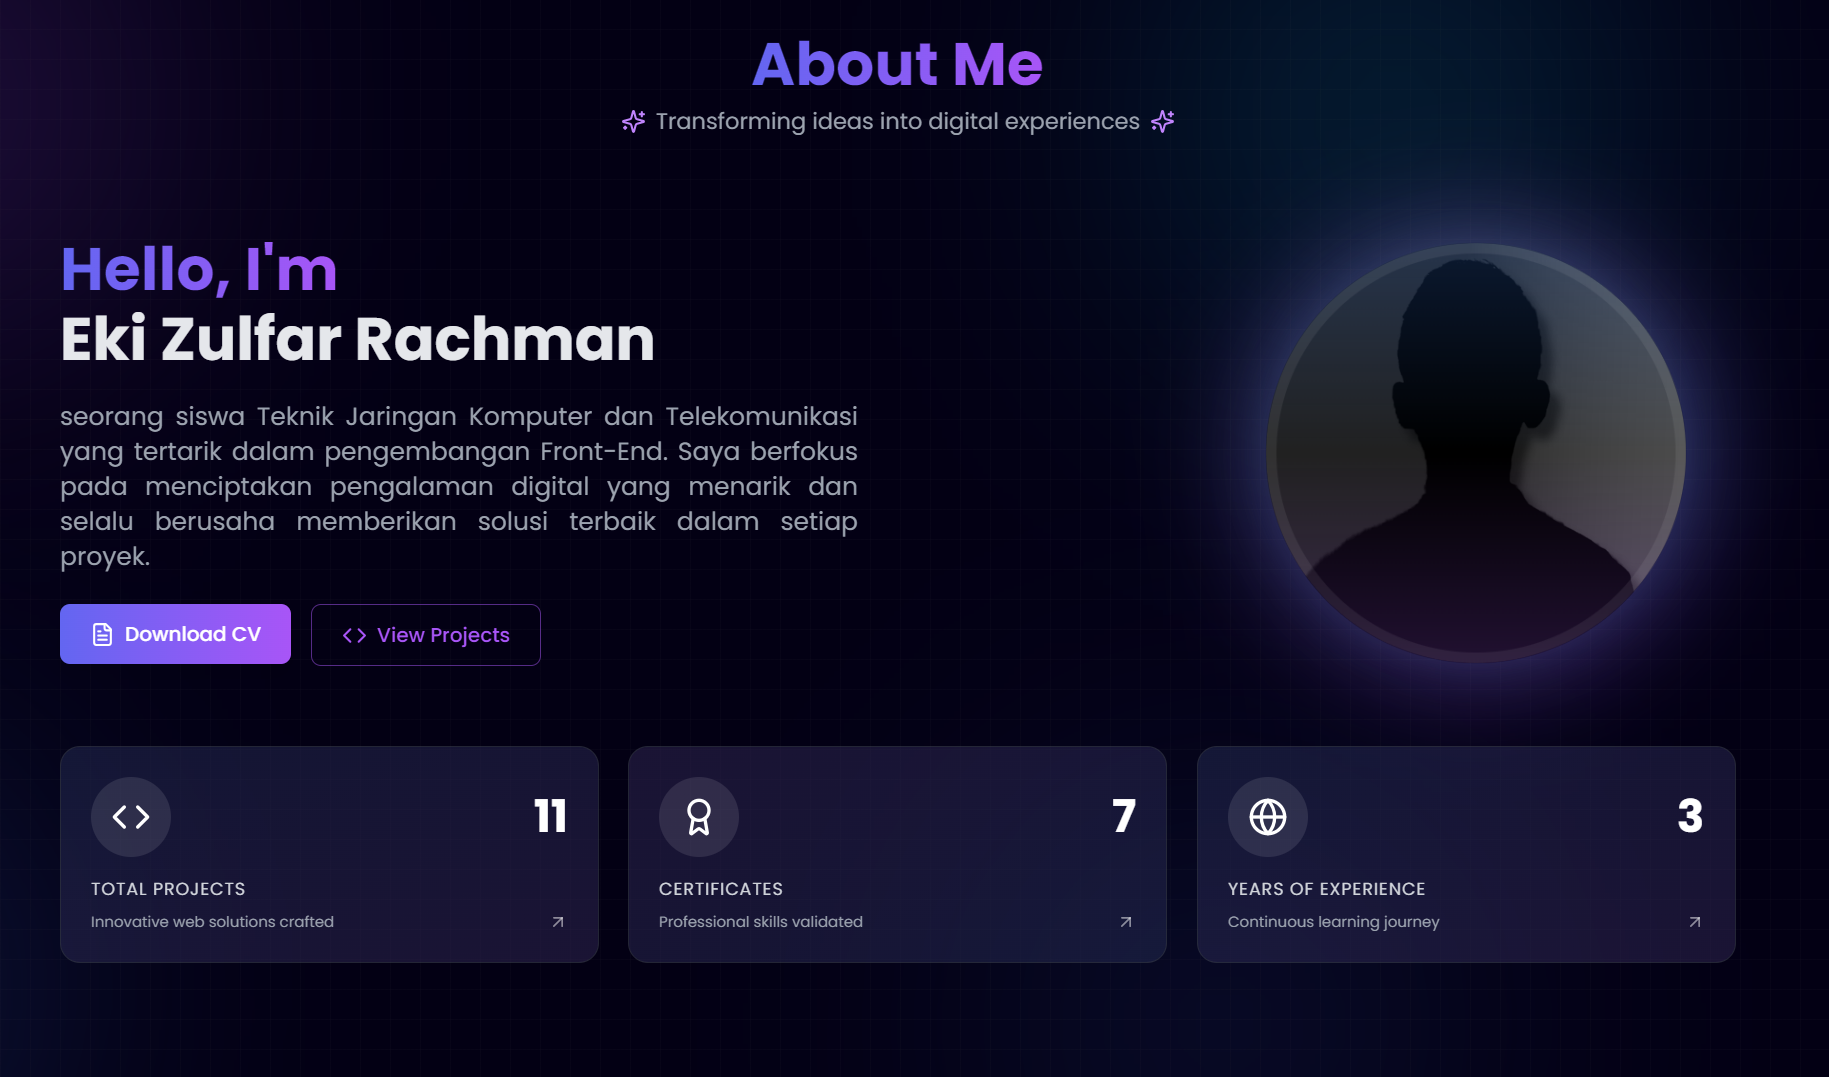 About Me
Transforming ideas into digital experiences
Hello, I'm
Eki Zulfar Rachman
seorang siswa Teknik Jaringan Komputer dan Telekomunikasi
yang tertarik dalam pengembangan Front-End. Saya berfokus
pada menciptakan pengalaman digital yang menarik dan
selalu berusaha memberikan solusi terbaik dalam setiap
proyek.
Download CV
View Projects
11
TOTAL PROJECTS
Innovative web solutions crafted
7
CERTIFICATES
Professional skills validated
3
YEARS OF EXPERIENCE
Continuous learning journey